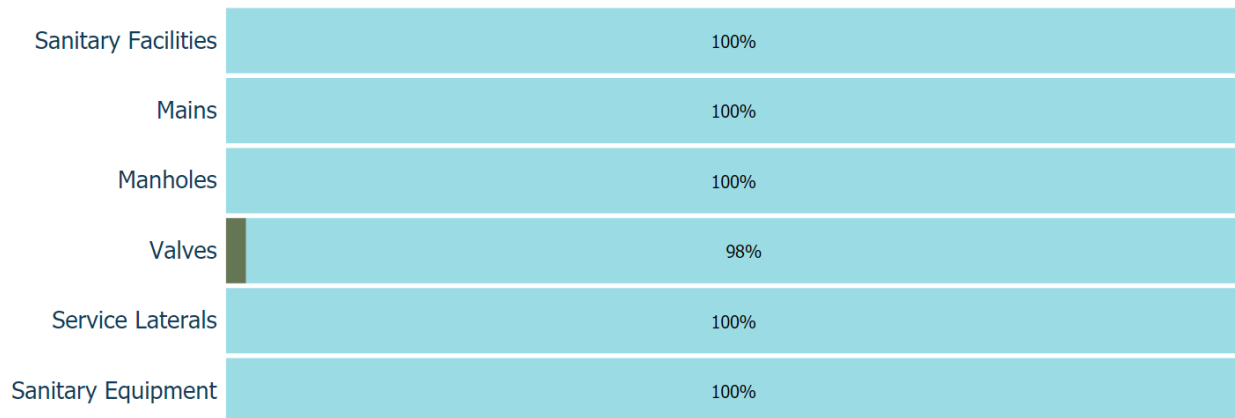 Sanitary Facilities 100%
Mains 100%
Manholes 100%
Valves 98%
Service Laterals 100%
Sanitary Equipment 100%